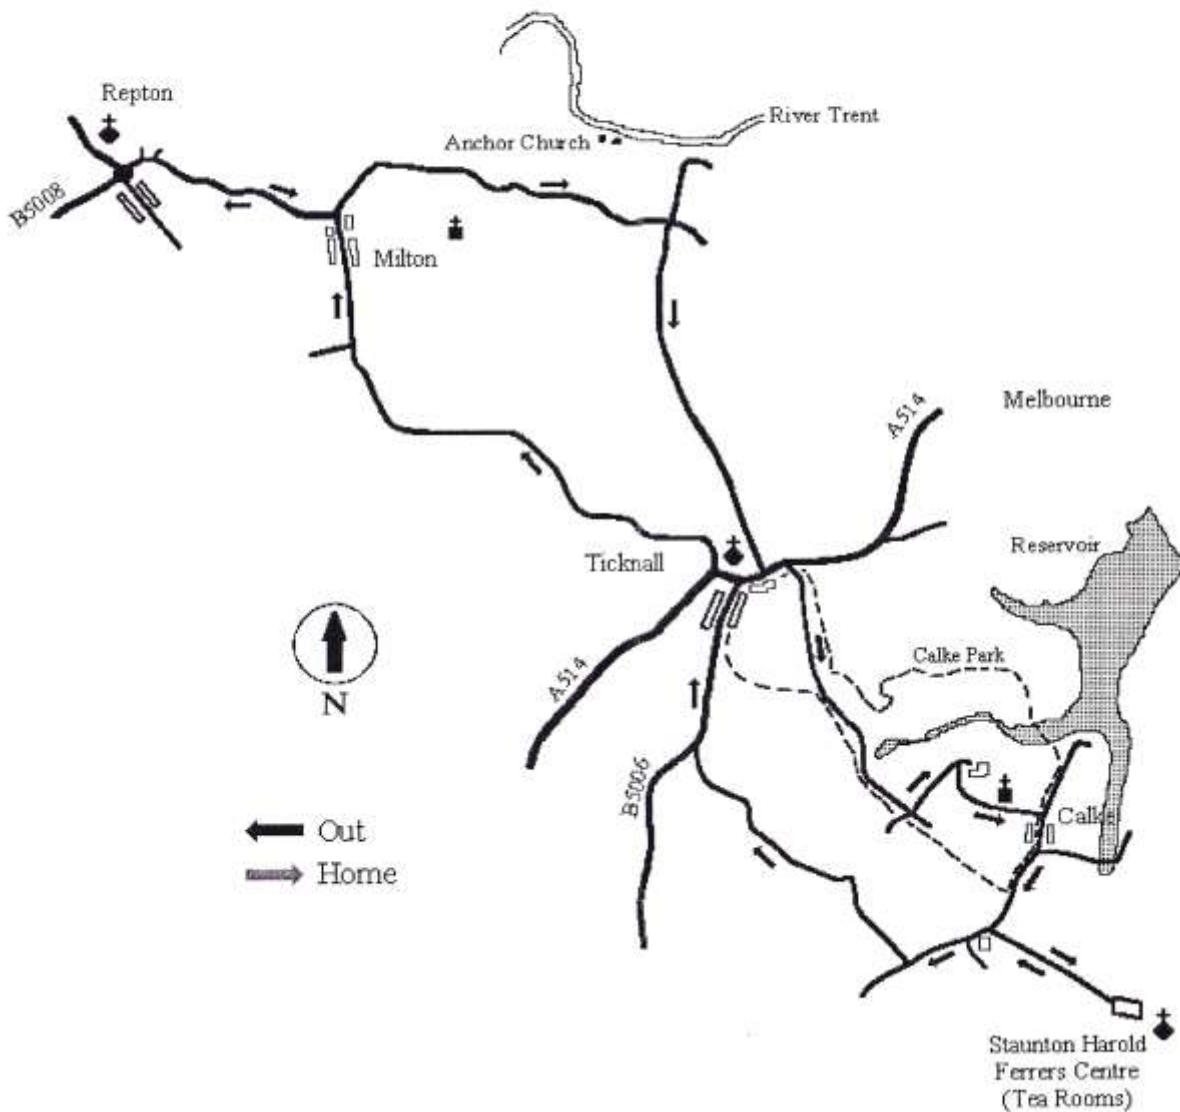 Repton
River Trent
Anchor Church
B5008
Milton
Melbourne
A514
Reservoir
Ticknall
Calke Park
A514
N
B5006
Calke
Out
Home
Staunton Harold
Ferrers Centre
(Tea Rooms)